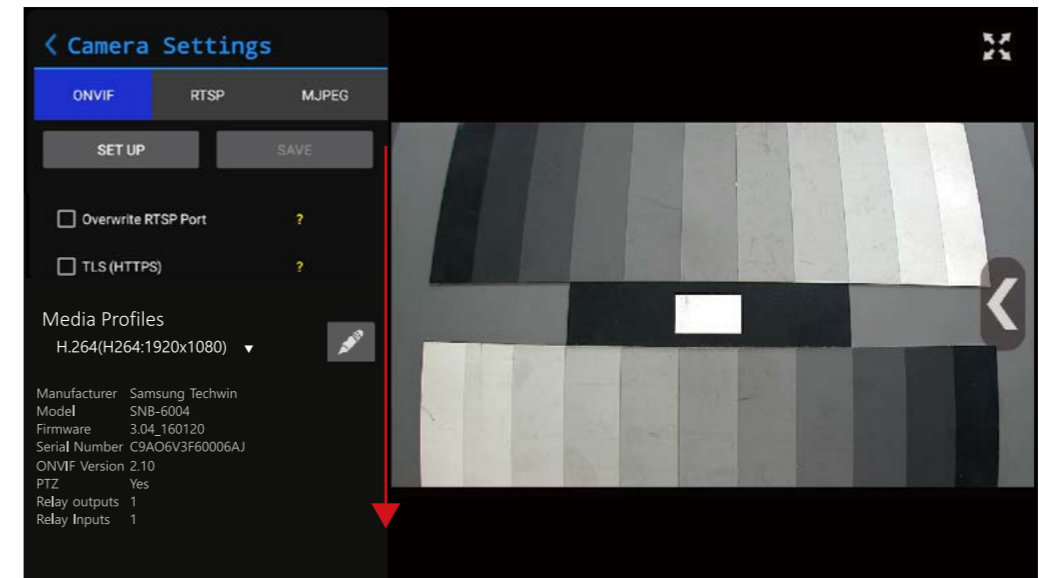 Camera Settings
ONVIF RTSP MJPEG
SET UP SAVE
Overwrite RTSP Port ?
TLS (HTTPS) ?
Media Profiles
H.264(H264:1920x1080) ▼
Manufacturer Samsung Techwin
Model SNB-6004
Firmware 3.04_160120
Serial Number C9AO6V3F60006AJ
ONVIF Version 2.10
PTZ Yes
Relay outputs 1
Relay Inputs 1